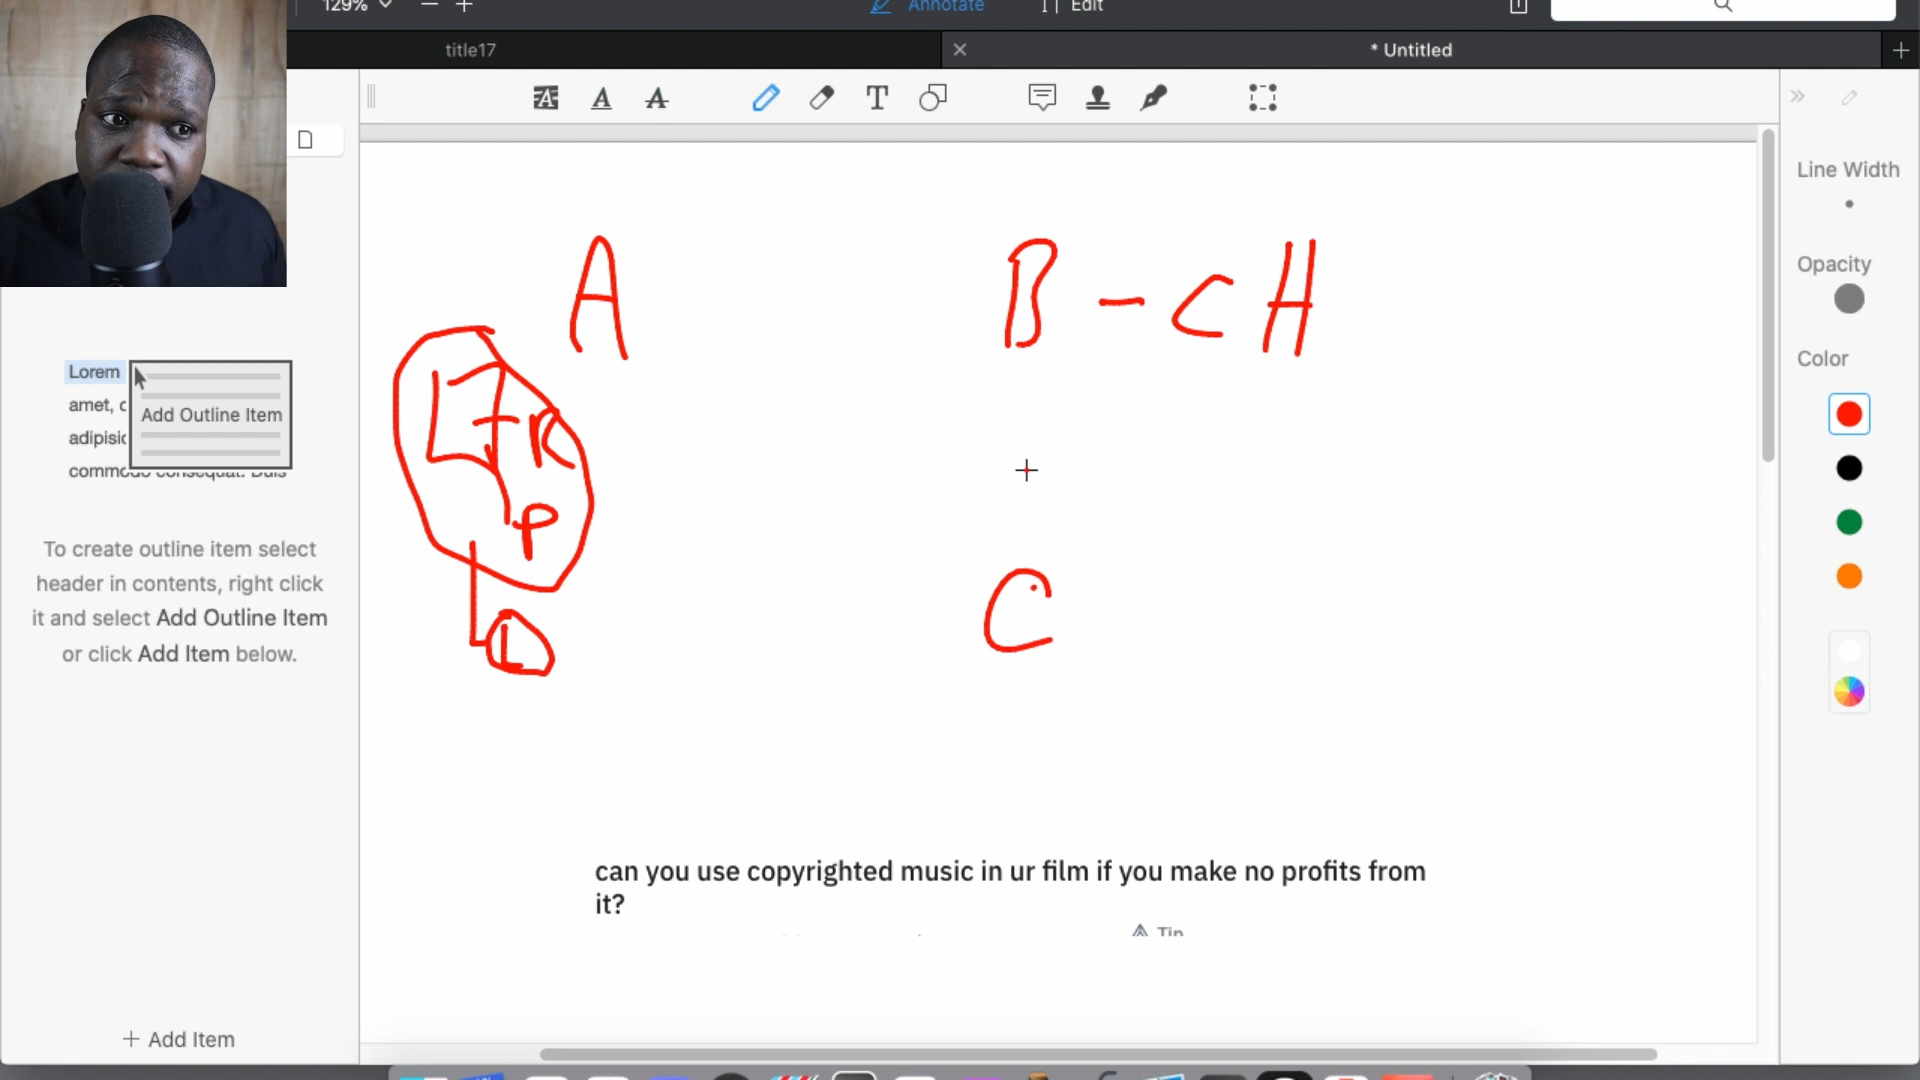 129%
Annotate
Edit
title17
* Untitled
Line Width
A
B - CH
Opacity
Color
Lorem
amet, c
Add Outline Item
adipisic
R
P
To create outline item select
header in contents, right click
it and select Add Outline Item
or click Add Item below.
L
C
can you use copyrighted music in ur film if you make no profits from
it?
Tip
+ Add Item